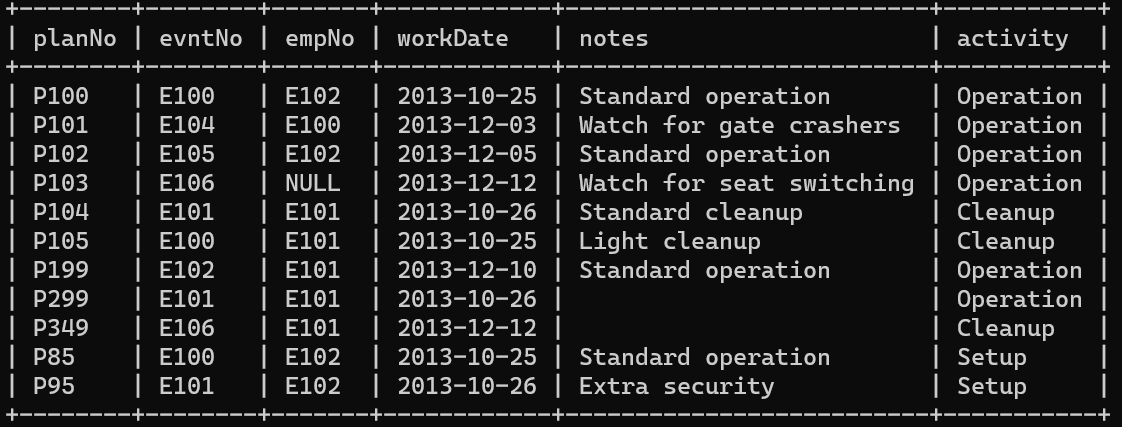 +--------+--------+-------+------------+--------------------------+-----------+
| planNo | evntNo | empNo | workDate   | notes                    | activity  |
+--------+--------+-------+------------+--------------------------+-----------+
| P100   | E100   | E102  | 2013-10-25 | Standard operation       | Operation |
| P101   | E104   | E100  | 2013-12-03 | Watch for gate crashers  | Operation |
| P102   | E105   | E102  | 2013-12-05 | Standard operation       | Operation |
| P103   | E106   | NULL  | 2013-12-12 | Watch for seat switching | Operation |
| P104   | E101   | E101  | 2013-10-26 | Standard cleanup         | Cleanup   |
| P105   | E100   | E101  | 2013-10-25 | Light cleanup            | Cleanup   |
| P199   | E102   | E101  | 2013-12-10 | Standard operation       | Operation |
| P299   | E101   | E101  | 2013-10-26 |                          | Operation |
| P349   | E106   | E101  | 2013-12-12 |                          | Cleanup   |
| P85    | E100   | E102  | 2013-10-25 | Standard operation       | Setup     |
| P95    | E101   | E102  | 2013-10-26 | Extra security           | Setup     |
+--------+--------+-------+------------+--------------------------+-----------+